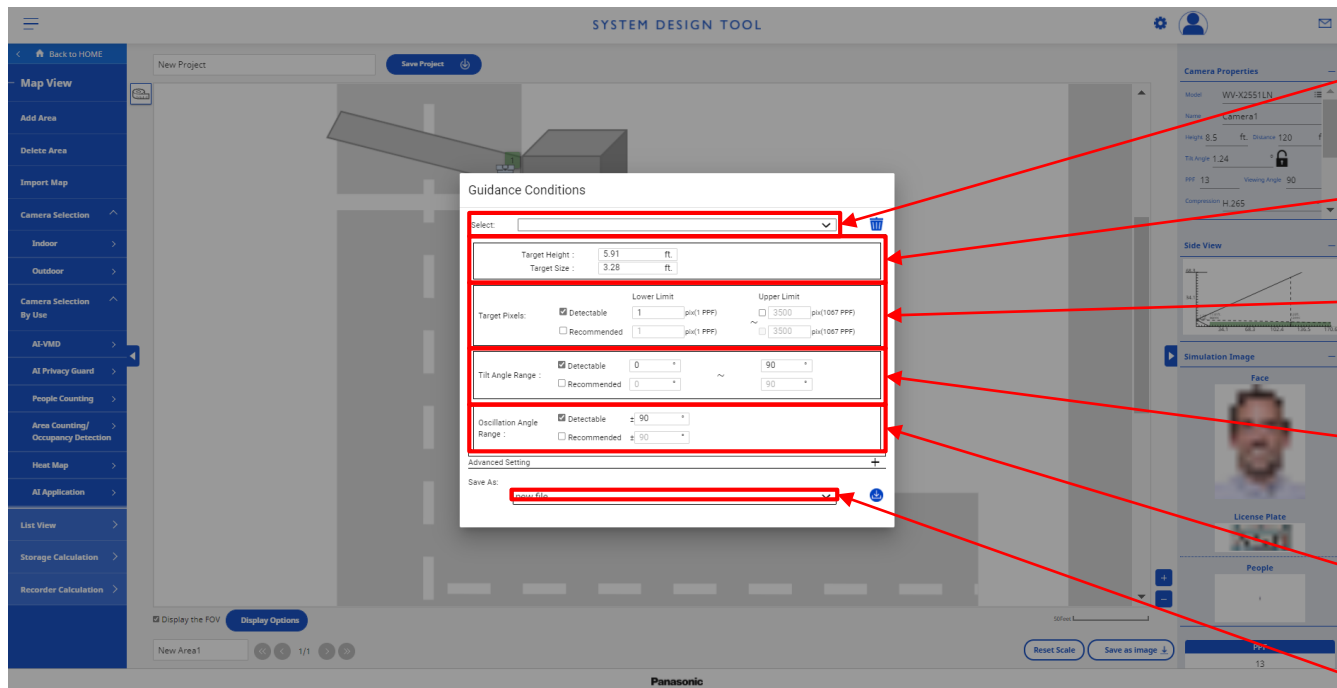 SYSTEM DESIGN TOOL
Back to HOME
Map View
Add Area
Delete Area
Import Map
Camera Selection
Indoor
Outdoor
Camera Selection
By Use
AI-VMD
AI Privacy Guard
People Counting
Area Counting/
Occupancy Detection
Heat Map
AI Application
List View
Storage Calculation
Recorder Calculation
New Project
Save Project
1
Guidance Conditions
Select:
Target Height : 5.91 ft.
Target Size : 3.28 ft.
Lower Limit Upper Limit
Target Pixels: Detectable 1 pix(1 PPF) ~ 3500 pix(1067 PPF)
Recommended 1 pix(1 PPF) 3500 pix(1067 PPF)
Tilt Angle Range : Detectable 0 ° ~ 90 °
Recommended 0 ° 90 °
Oscillation Angle
Range :
Detectable ± 90 °
Recommended ± 90 °
Advanced Setting +
Save As:
new file
Display the FOV Display Options
New Area1 1/1
Reset Scale Save as image
Camera Properties
Model WV-X2551LN
Name Camera1
Height 8.5 ft. Distance 120 f
Tilt Angle 1.24 °
PPF 13 Viewing Angle 90
Compression H.265
Side View
Simulation Image
Face
License Plate
People
PPF
13
Panasonic